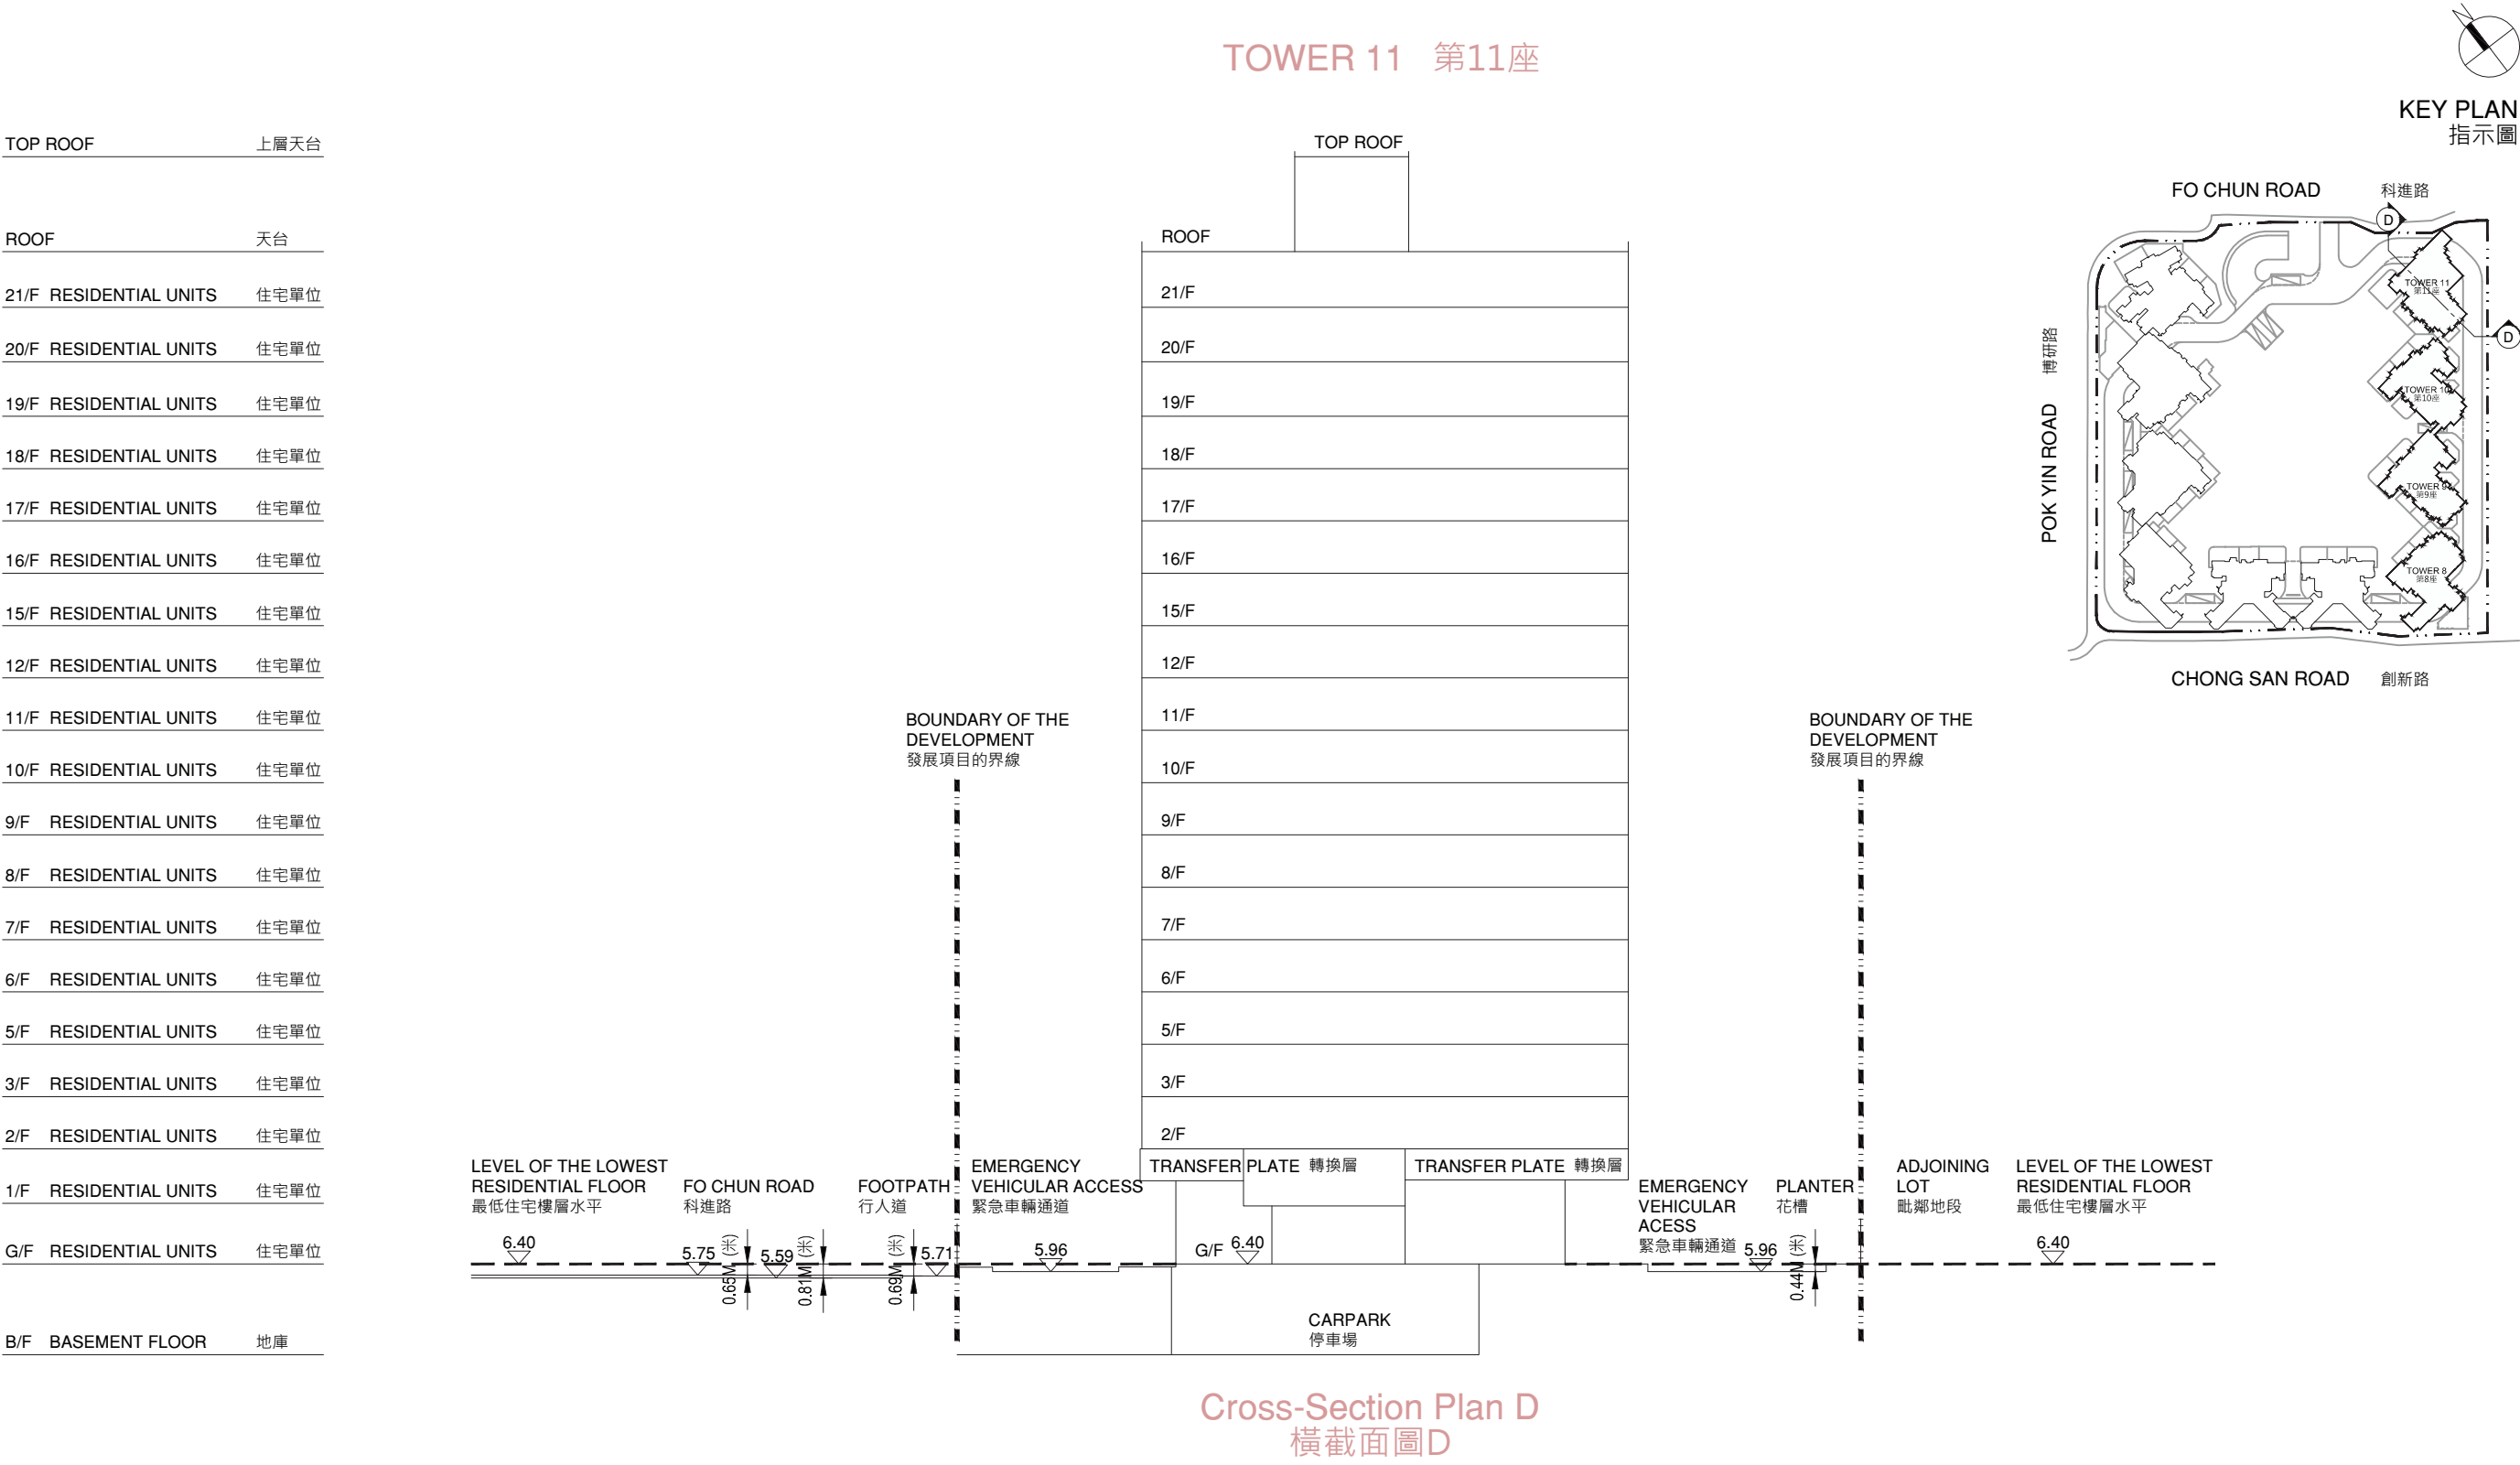 TOWER 11 第11座
KEY PLAN
指示圖
TOP ROOF 上層天台
ROOF 天台
21/F RESIDENTIAL UNITS 住宅單位
20/F RESIDENTIAL UNITS 住宅單位
19/F RESIDENTIAL UNITS 住宅單位
18/F RESIDENTIAL UNITS 住宅單位
17/F RESIDENTIAL UNITS 住宅單位
16/F RESIDENTIAL UNITS 住宅單位
15/F RESIDENTIAL UNITS 住宅單位
12/F RESIDENTIAL UNITS 住宅單位
11/F RESIDENTIAL UNITS 住宅單位
10/F RESIDENTIAL UNITS 住宅單位
9/F RESIDENTIAL UNITS 住宅單位
8/F RESIDENTIAL UNITS 住宅單位
7/F RESIDENTIAL UNITS 住宅單位
6/F RESIDENTIAL UNITS 住宅單位
5/F RESIDENTIAL UNITS 住宅單位
3/F RESIDENTIAL UNITS 住宅單位
2/F RESIDENTIAL UNITS 住宅單位
1/F RESIDENTIAL UNITS 住宅單位
G/F RESIDENTIAL UNITS 住宅單位
B/F BASEMENT FLOOR 地庫
TOP ROOF
ROOF
21/F
20/F
19/F
18/F
17/F
16/F
15/F
12/F
11/F
10/F
9/F
8/F
7/F
6/F
5/F
3/F
2/F
TRANSFER PLATE 轉換層
TRANSFER PLATE 轉換層
G/F 6.40
CARPARK
停車場
BOUNDARY OF THE
DEVELOPMENT
發展項目的界線
LEVEL OF THE LOWEST
RESIDENTIAL FLOOR
最低住宅樓層水平
6.40
FO CHUN ROAD
科進路
5.75
0.65M (米)
5.59
0.81M (米)
FOOTPATH
行人道
0.69M (米)
5.71
EMERGENCY
VEHICULAR ACCESS
緊急車輛通道
5.96
BOUNDARY OF THE
DEVELOPMENT
發展項目的界線
EMERGENCY
VEHICULAR
ACESS
緊急車輛通道
5.96
PLANTER
花槽
0.44M (米)
ADJOINING
LOT
毗鄰地段
LEVEL OF THE LOWEST
RESIDENTIAL FLOOR
最低住宅樓層水平
6.40
FO CHUN ROAD 科進路
D
TOWER 11
第11座
D
TOWER 10
第10座
TOWER 9
第9座
TOWER 8
第8座
POK YIN ROAD 博研路
CHONG SAN ROAD 創新路
Cross-Section Plan D
橫截面圖D
N